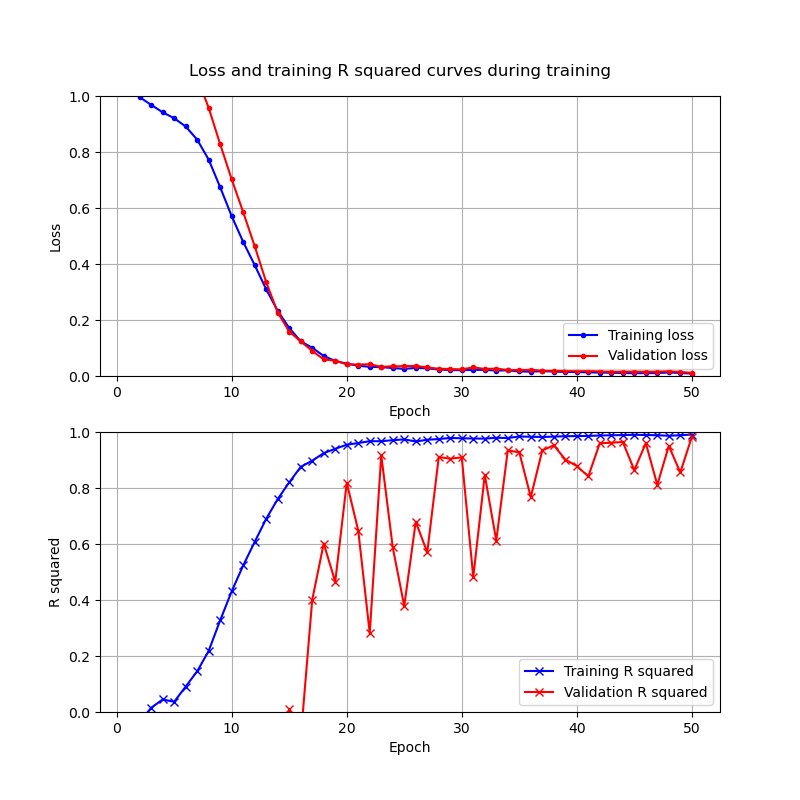 Loss and training R squared curves during training
1.0
0.8
0.6
0.4
0.2
0.0
Loss
Training loss
Validation loss
0 10 20 30 40 50
Epoch
1.0
0.8
0.6
0.4
0.2
0.0
R squared
Training R squared
Validation R squared
0 10 20 30 40 50
Epoch